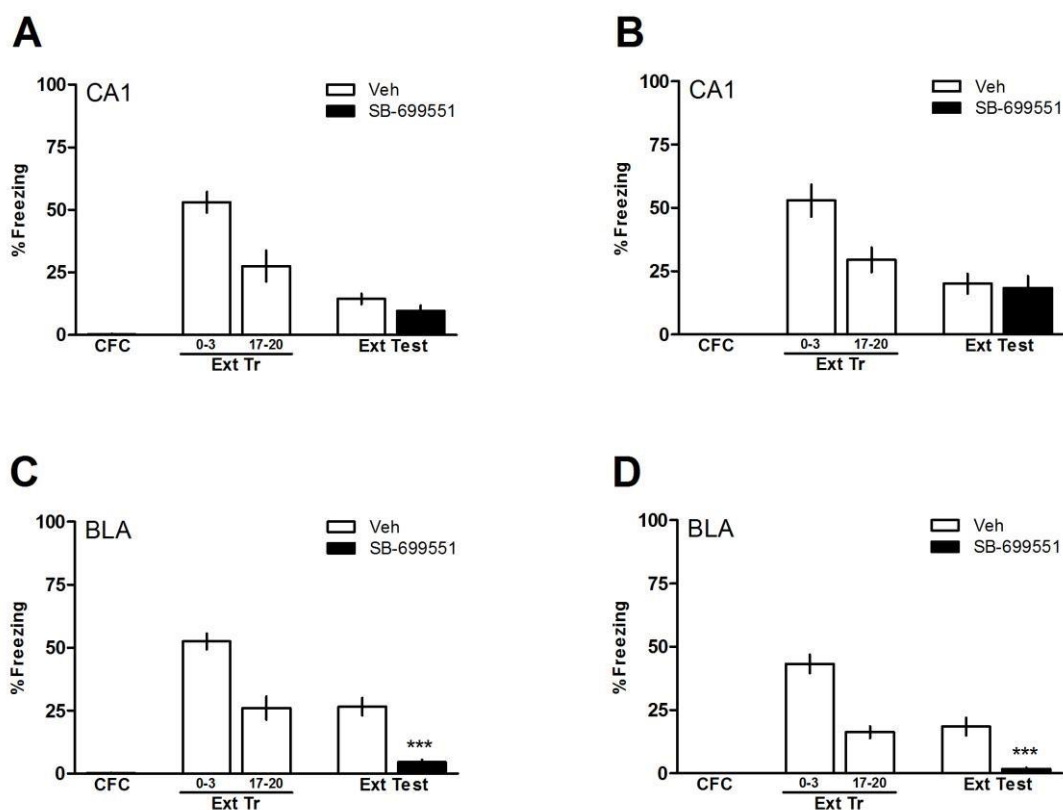 A
CA1
Veh
SB-699551
100
75
50
25
0
%Freezing
CFC
0-3
17-20
Ext Tr
Ext Test
B
CA1
Veh
SB-699551
100
75
50
25
0
%Freezing
CFC
0-3
17-20
Ext Tr
Ext Test
C
BLA
Veh
SB-699551
100
75
50
25
0
%Freezing
***
CFC
0-3
17-20
Ext Tr
Ext Test
D
BLA
Veh
SB-699551
100
75
50
25
0
%Freezing
***
CFC
0-3
17-20
Ext Tr
Ext Test